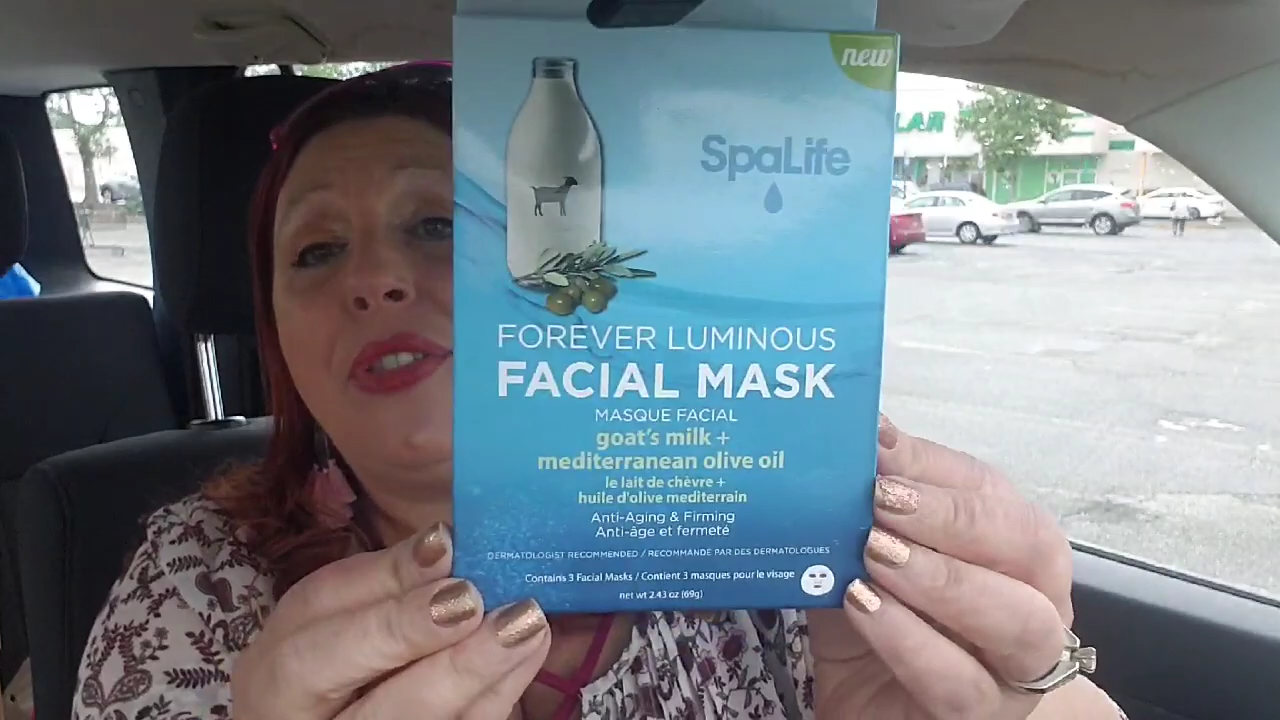 new
SpaLife
LAR
FOREVER LUMINOUS
FACIAL MASK
MASQUE FACIAL
goat's milk +
mediterranean olive oil
le lait de chèvre +
huile d'olive mediterrain
Anti-Aging & Firming
Anti-âge et fermeté
DERMATOLOGIST RECOMMENDED / RECOMMANDÉ PAR DES DERMATOLOGUES
Contains 3 Facial Masks / Contient 3 masques pour le visage
net wt 2.43 oz (69g)